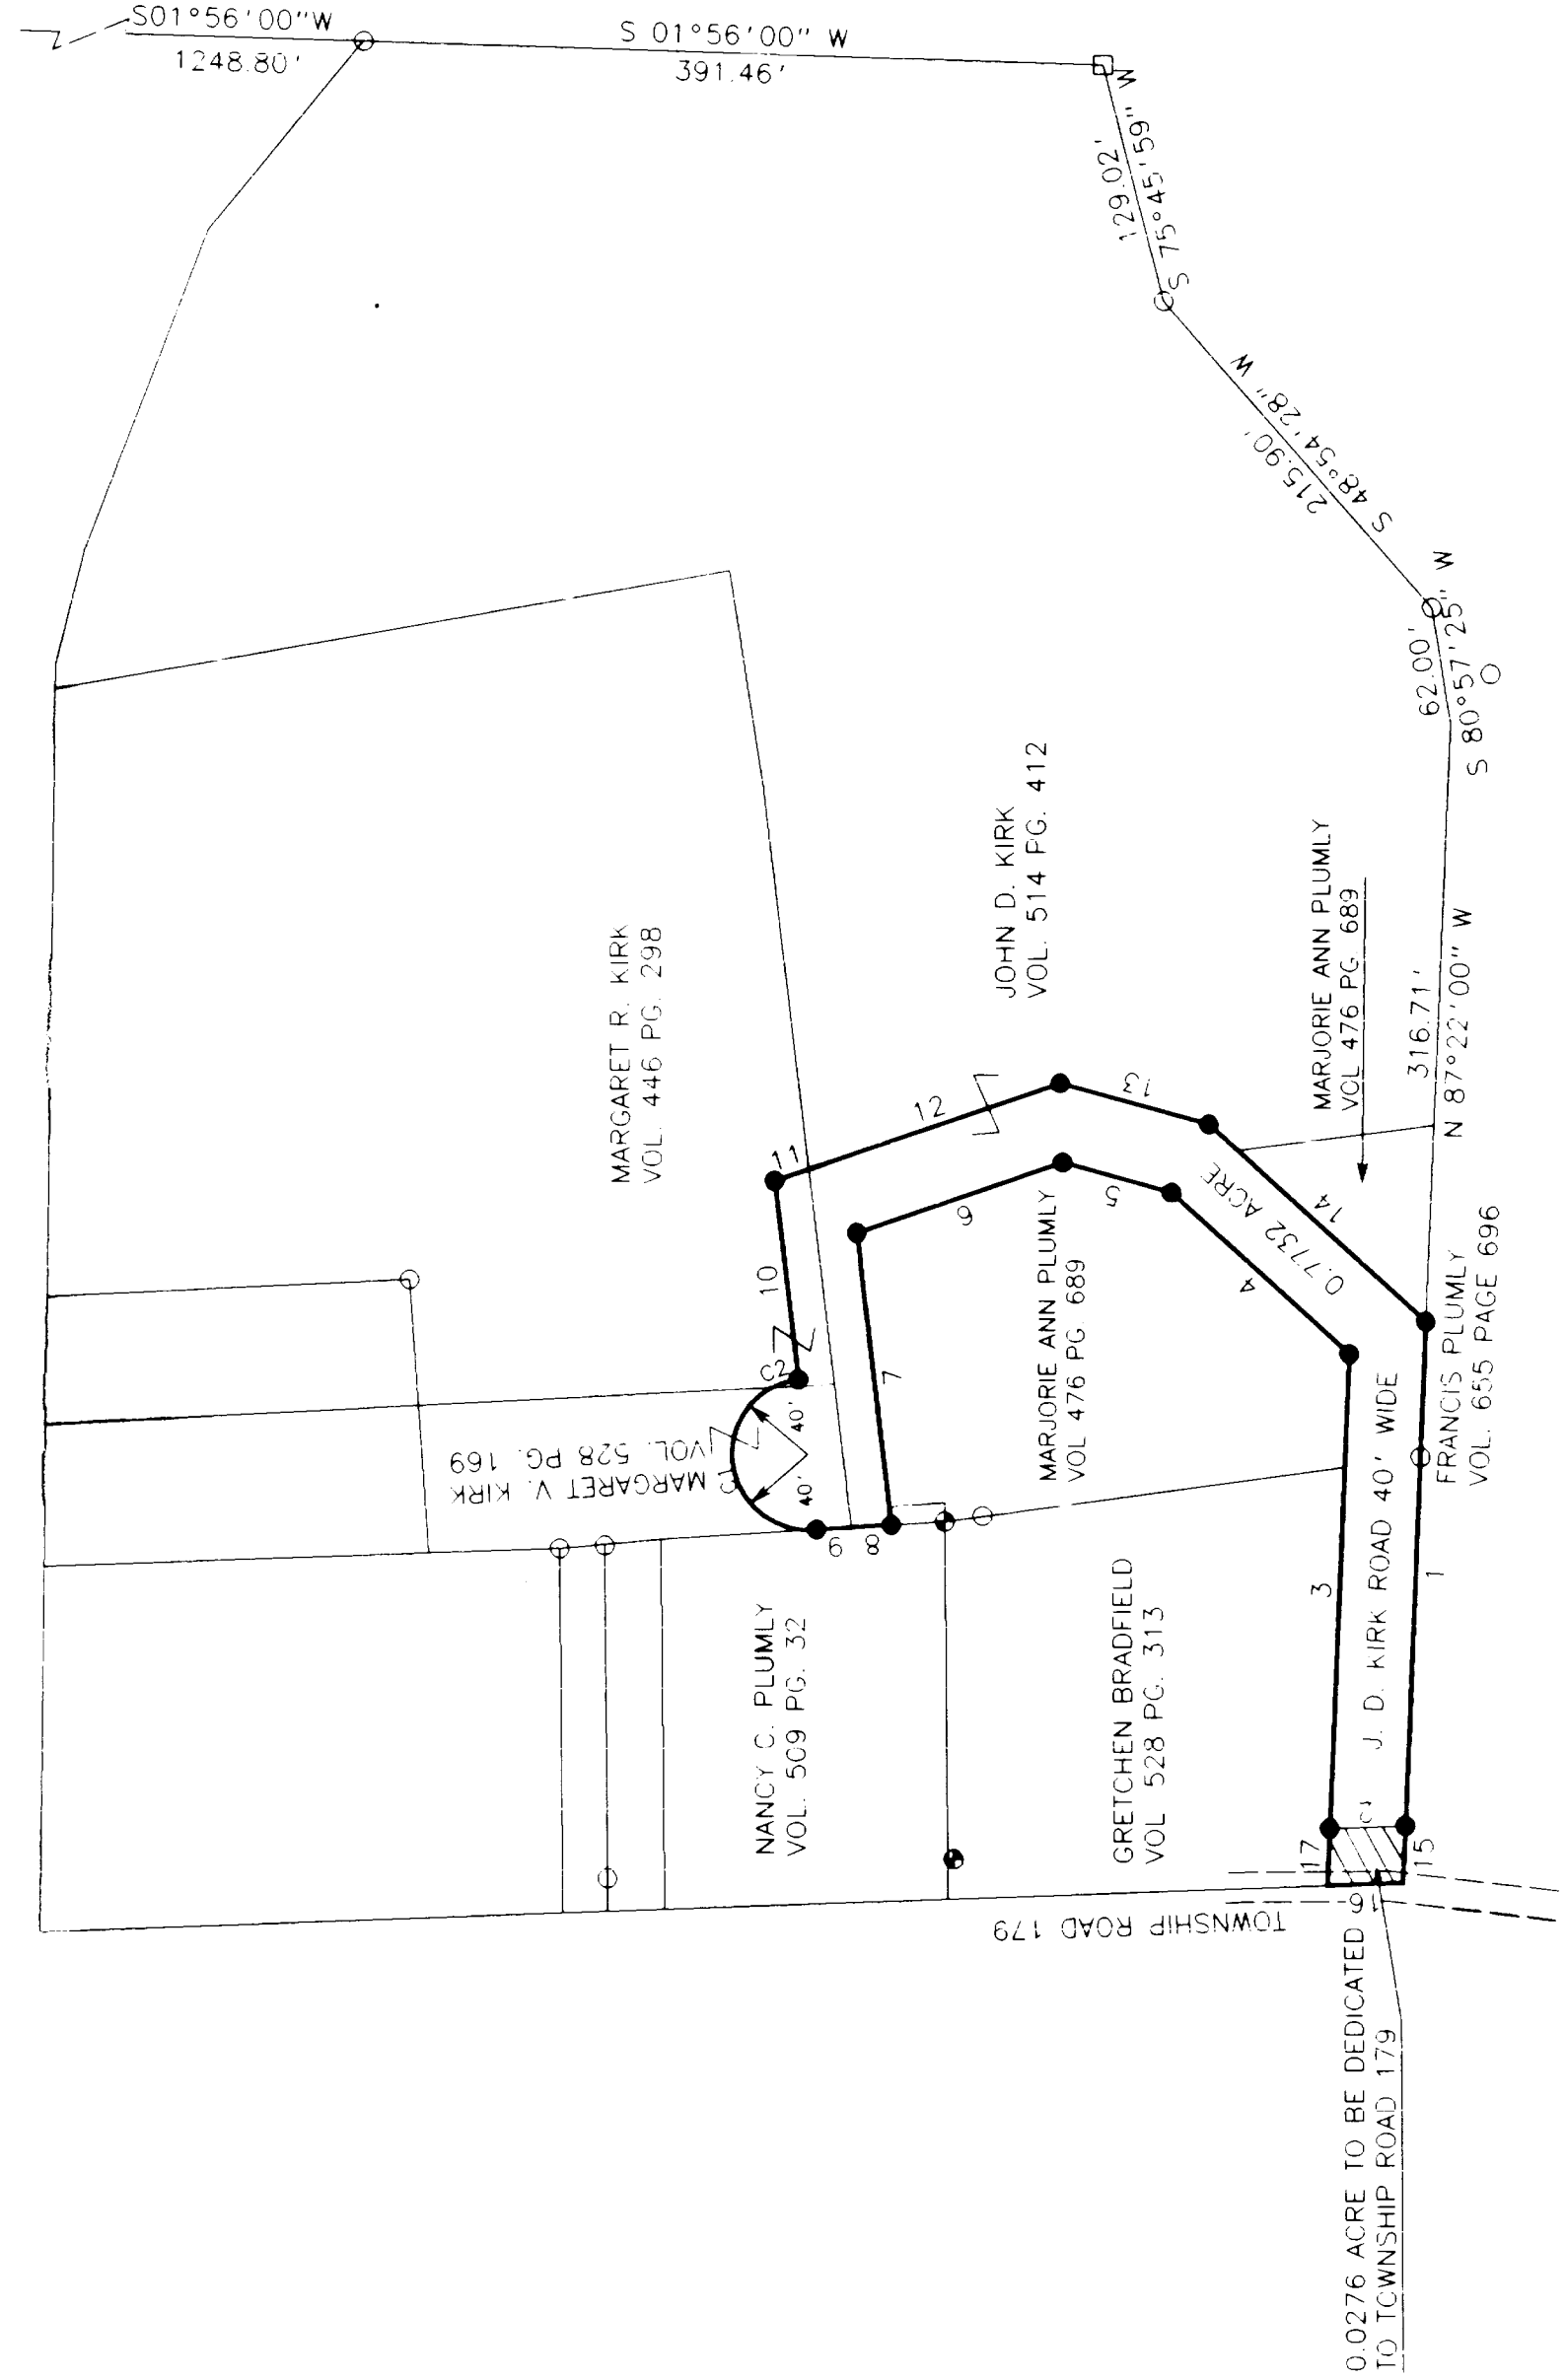 S01°56'00"W
1248.80'
S 01°56'00" W
391.46'
129.02'
S 75°45'59" W
215.90'
S 48°54'28" W
62.00'
S 80°57'25" W
316.71'
N 87°22'00" W
MARGARET R. KIRK
VOL. 446 PG. 298
JOHN D. KIRK
VOL. 514 PG. 412
MARJORIE ANN PLUMLY
VOL 476 PG 689
MARGARET V. KIRK
VOL. 528 PG. 169
C2
40'
40'
10
11
12
13
14
0.7732 ACRE
MARJORIE ANN PLUMLY
VOL 476 PG. 689
4
5
6
7
8
9
NANCY C. PLUMLY
VOL. 509 PG. 32
GRETCHEN BRADFIELD
VOL 528 PG. 313
3
J. D. KIRK ROAD 40' WIDE
1
FRANCIS PLUMLY
VOL. 655 PAGE 696
17
15
16
TOWNSHIP ROAD 179
0.0276 ACRE TO BE DEDICATED
TO TOWNSHIP ROAD 179